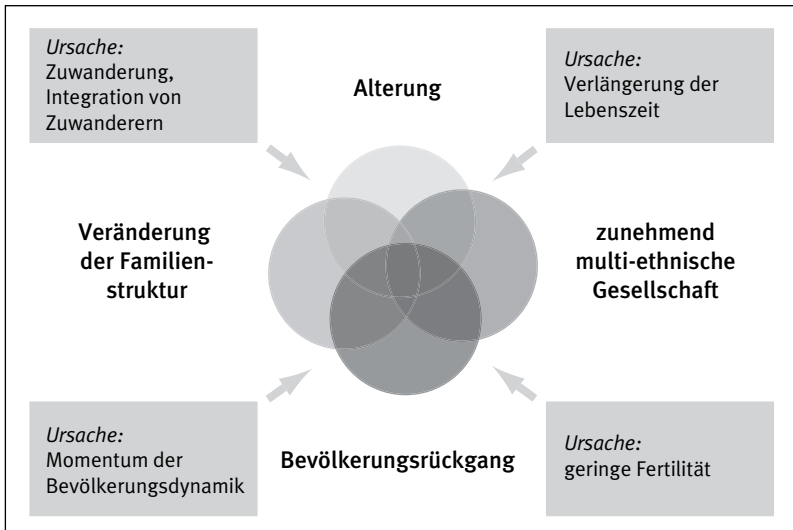 Ursache:
Zuwanderung,
Integration von
Zuwanderern
Alterung
Ursache:
Verlängerung der
Lebenszeit
Veränderung
der Familien-
struktur
zunehmend
multi-ethnische
Gesellschaft
Ursache:
Momentum der
Bevölkerungsdynamik
Bevölkerungsrückgang
Ursache:
geringe Fertilität